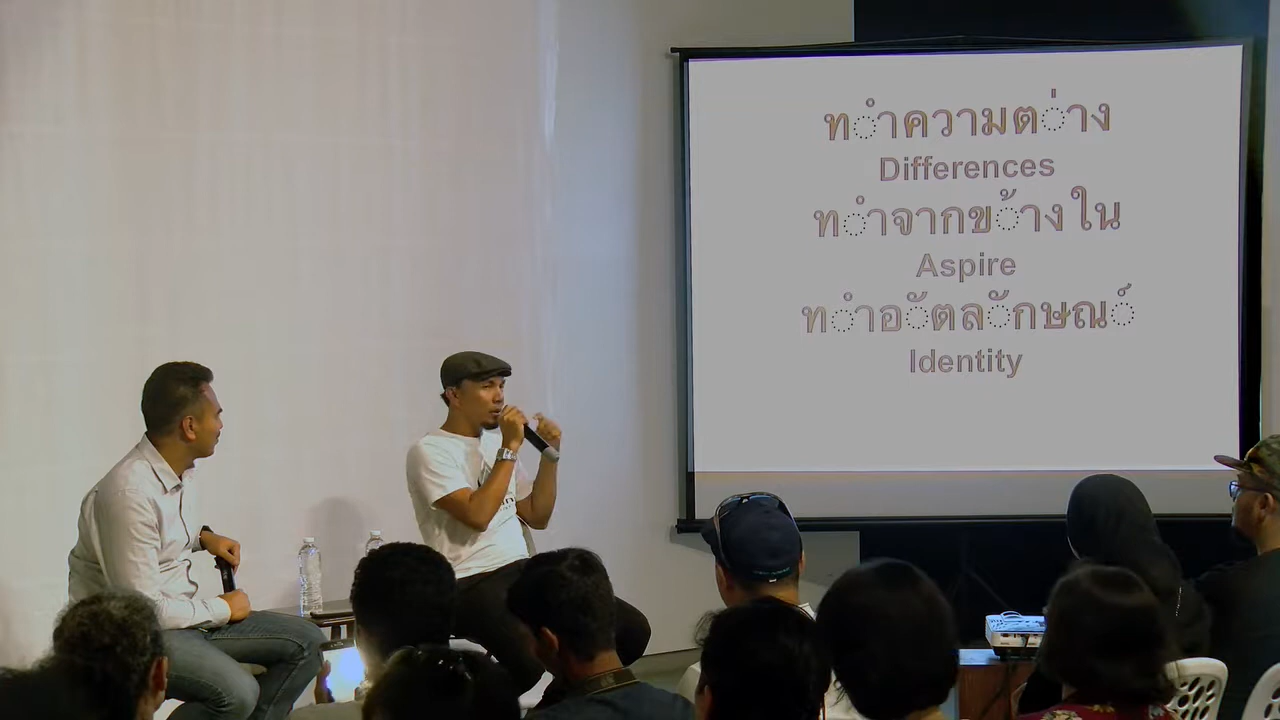 ทำความต่าง
Differences
ทำจากข้างใน
Aspire
ทำอัตลักษณ์
Identity